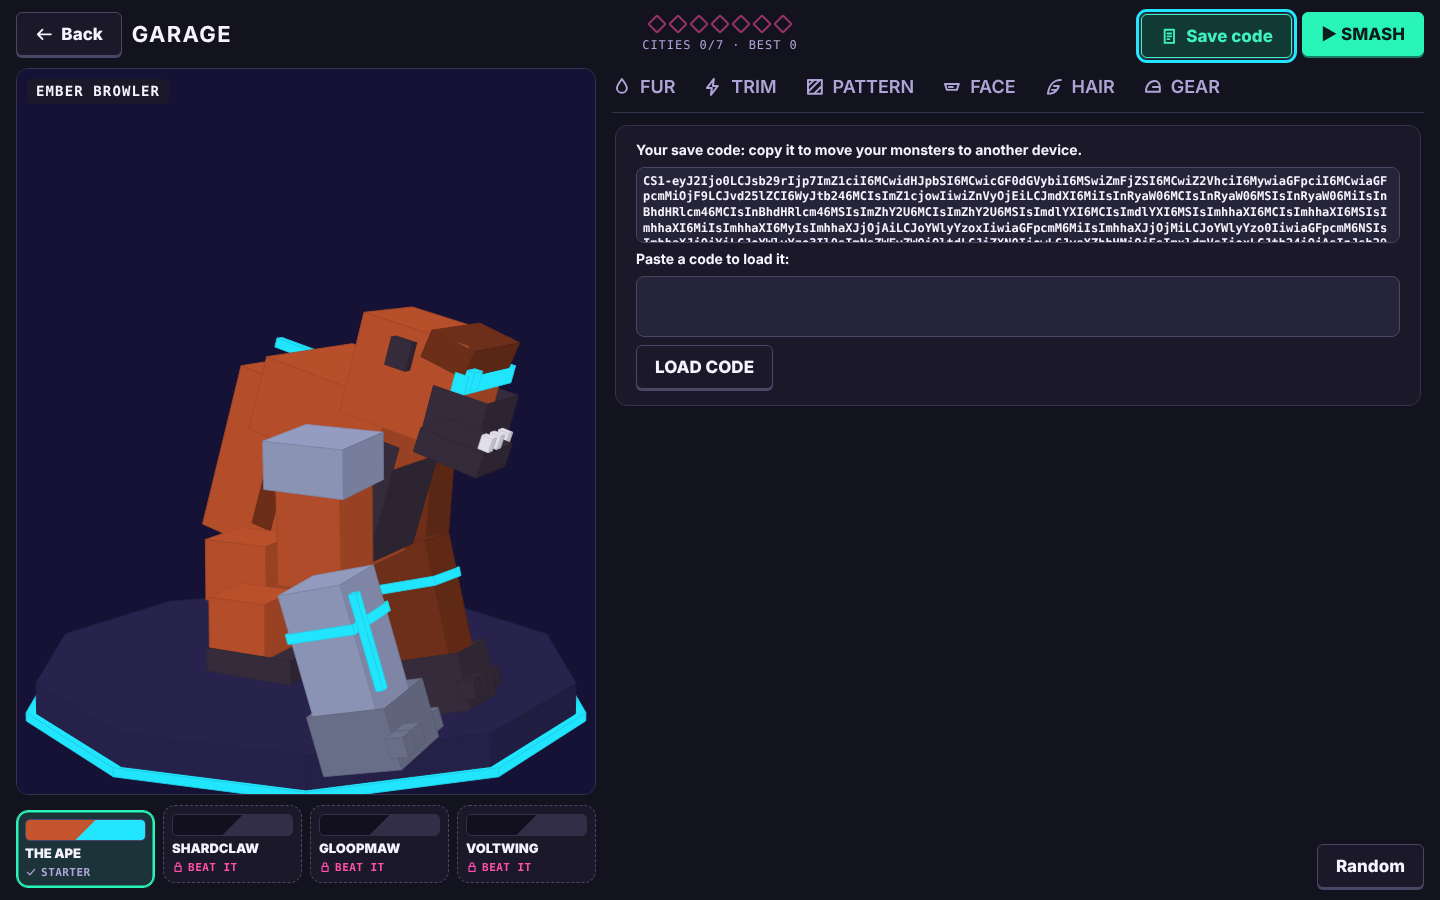 Back
GARAGE
CITIES 0/7 · BEST 0
Save code
SMASH
EMBER BROWLER
FUR
TRIM
PATTERN
FACE
HAIR
GEAR
Your save code: copy it to move your monsters to another device.
CS1-eyJ2Ijo0LCJsb29rIjp7ImZ1ciI6MCwidHJpbSI6MCwicGF0dGVybiI6MSwiZmFjZSI6MCwiZ2VhciI6MywiaGFpciI6MCwiaGF
pcmMiOjF9LCJvd25lZCI6WyJtb246MCIsImZ1cjowIiwiZnVyOjEiLCJmdXI6MiIsInRyaW06MCIsInRyaW06MSIsInRyaW06MiIsIn
BhdHRlcm46MCIsInBhdHRlcm46MSIsImZhY2U6MCIsImZhY2U6MSIsImdlYXI6MCIsImdlYXI6MSIsImhhaXI6MCIsImhhaXI6MSIsI
mhhaXI6MiIsImhhaXI6MyIsImhhaXJjOjAiLCJoYWlyYzoxIiwiaGFpcmM6MiIsImhhaXJjOjMiLCJoYWlyYzo0IiwiaGFpcmM6NSIs
Paste a code to load it:
LOAD CODE
THE APE
STARTER
SHARDCLAW
BEAT IT
GLOOPMAW
BEAT IT
VOLTWING
BEAT IT
Random